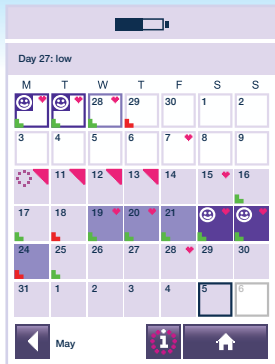 Day 27: low
M T W T F S S
28 29 30 1 2
3 4 5 6 7 8 9
11 12 13 14 15 16
17 18 19 20 21
24 25 26 27 28 29 30
31 1 2 3 4 5 6
May i